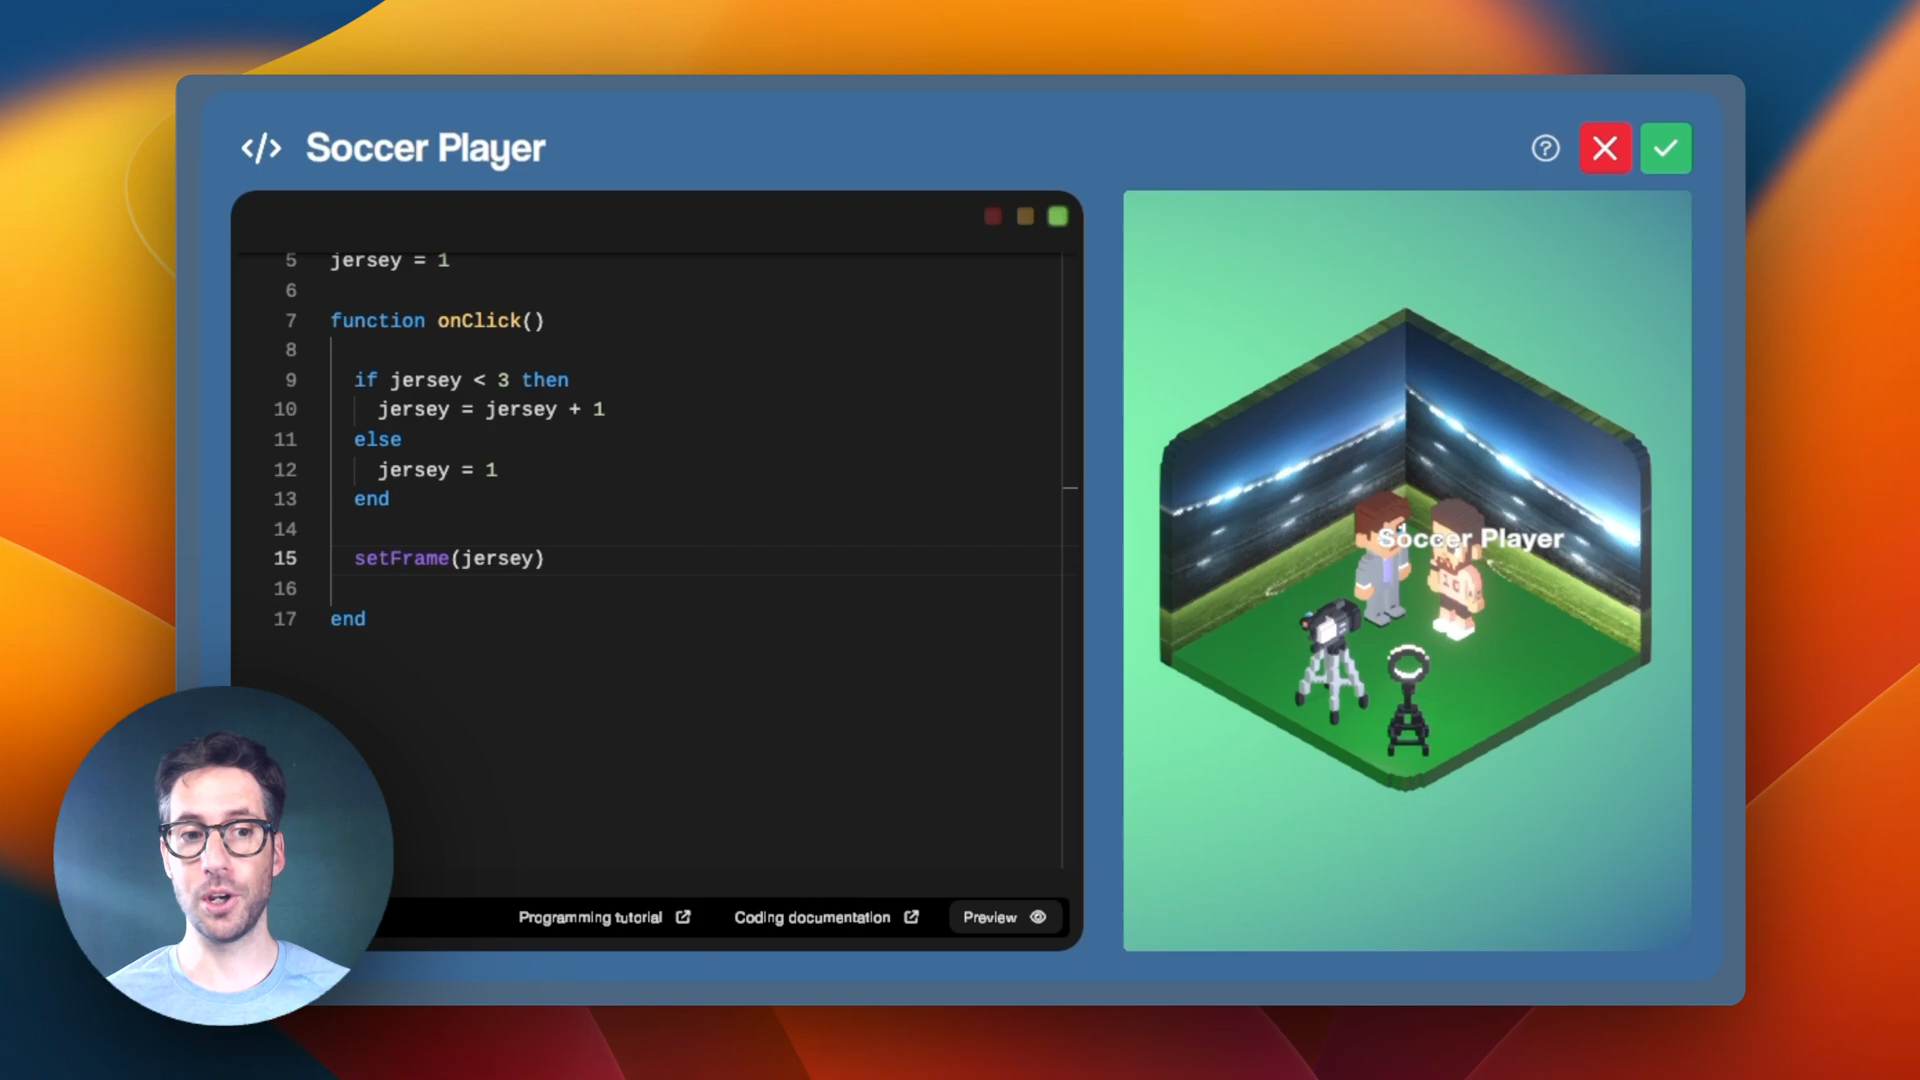 </> Soccer Player
5 jersey = 1
6
7 function onClick()
8
9 if jersey < 3 then
10 jersey = jersey + 1
11 else
12 jersey = 1
13 end
14
15 setFrame(jersey)
16
17 end
Programming tutorial
Coding documentation
Preview
Soccer Player
10